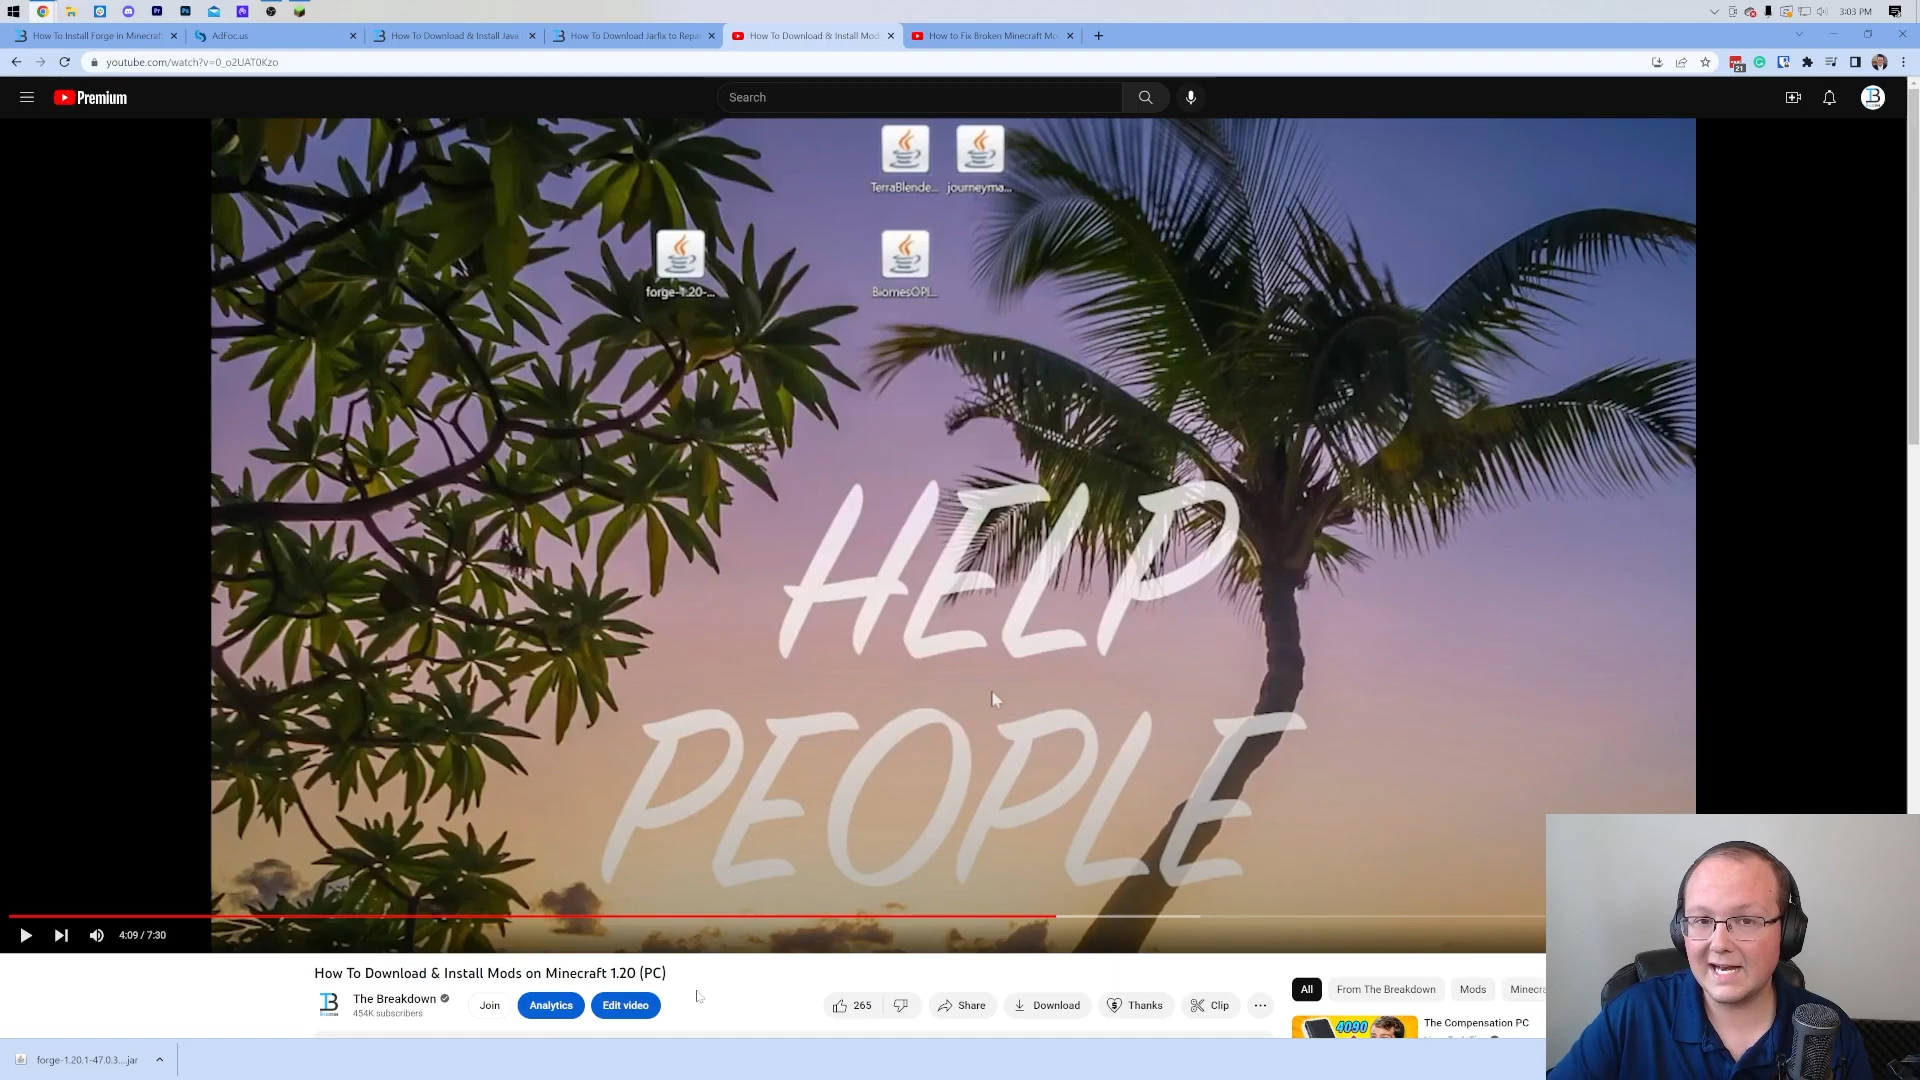 3:03 PM
How To Install Forge in Minecraft
AdFoc.us
How To Download & Install Java
How To Download Jarfix to Repa
How To Download & Install Mod
How to Fix Broken Minecraft Mo
youtube.com/watch?v=0_o2UAT0Kzo
21
Premium
Search
TerraBlende...
journeyma...
forge-1.20-...
BiomesOPl...
HELP
PEOPLE
4:09 / 7:30
How To Download & Install Mods on Minecraft 1.20 (PC)
The Breakdown
454K subscribers
Join
Analytics
Edit video
265
Share
Download
Thanks
Clip
All
From The Breakdown
Mods
Minecra
4090
The Compensation PC
forge-1.20.1-47.0.3....jar